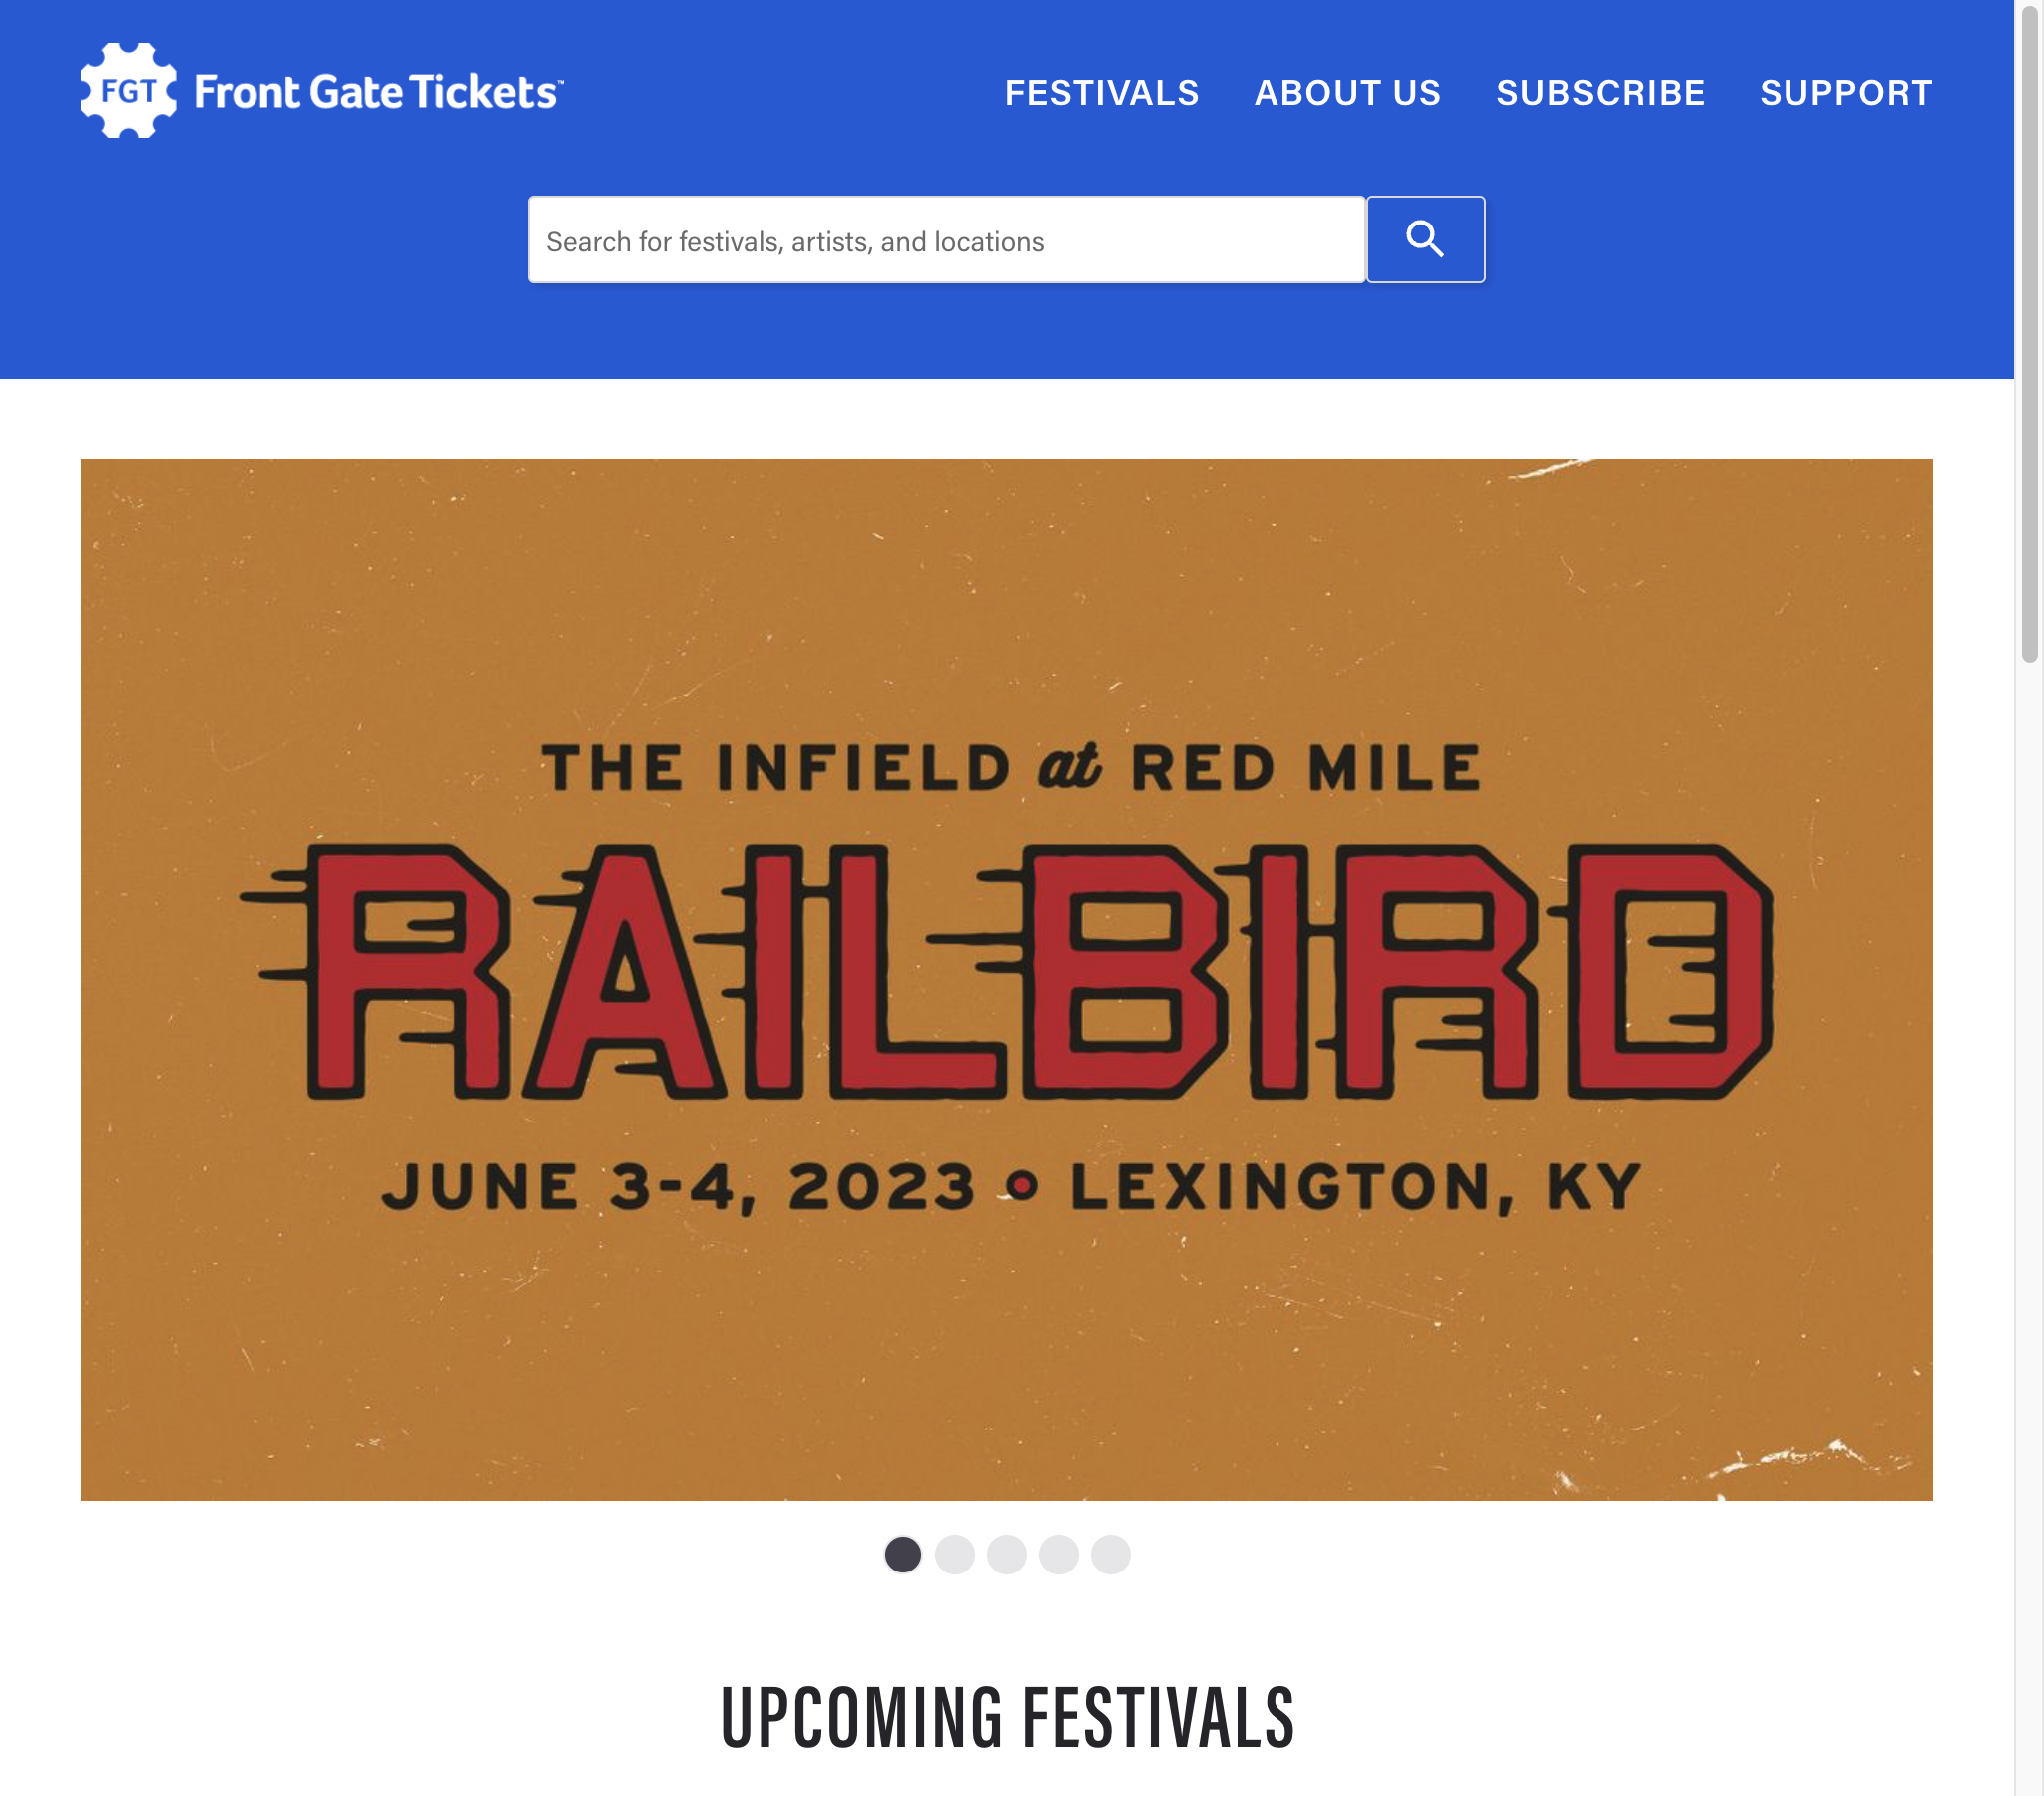 FGT Front Gate Tickets™
FESTIVALS ABOUT US SUBSCRIBE SUPPORT
Search for festivals, artists, and locations
THE INFIELD at RED MILE
RAILBIRD
JUNE 3-4, 2023 • LEXINGTON, KY
UPCOMING FESTIVALS